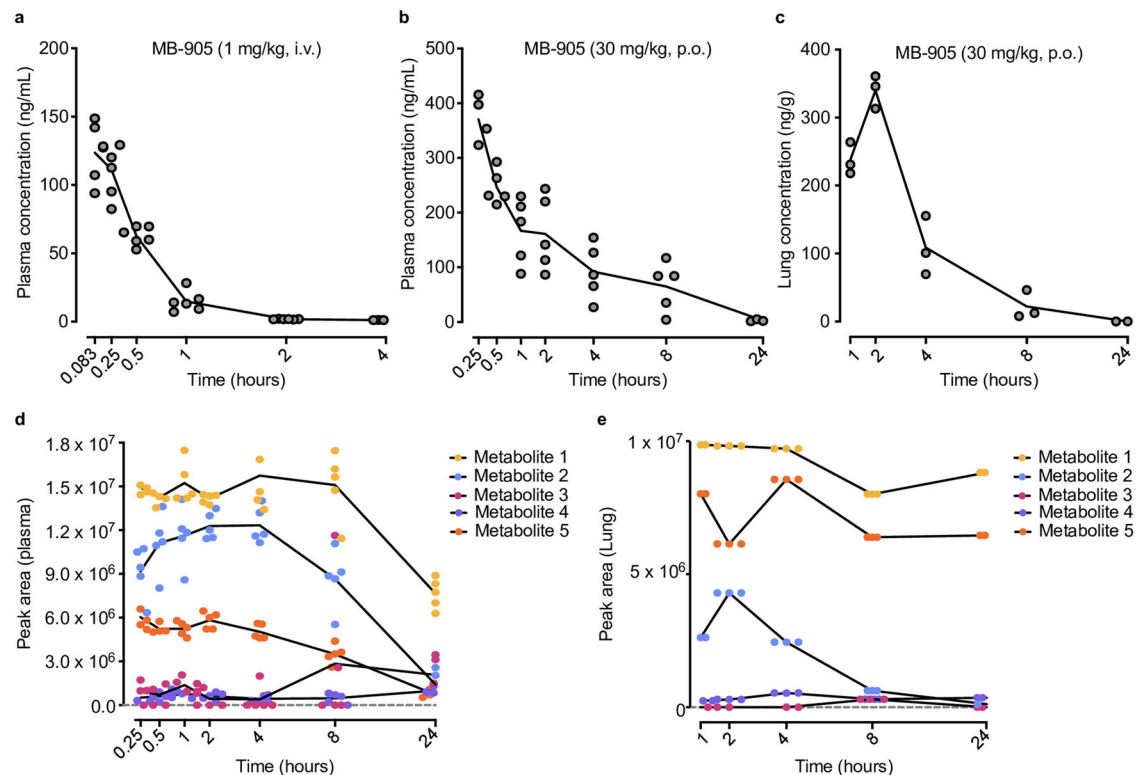 a
MB-905 (1 mg/kg, i.v.)
Plasma concentration (ng/mL)
200
150
100
50
0
0.083
0.25
0.5
1
2
4
Time (hours)
b
MB-905 (30 mg/kg, p.o.)
Plasma concentration (ng/mL)
500
400
300
200
100
0
0.25
0.5
1
2
4
8
24
Time (hours)
c
MB-905 (30 mg/kg, p.o.)
Lung concentration (ng/g)
400
300
200
100
0
1
2
4
8
24
Time (hours)
d
Peak area (plasma)
1.8 x 10⁷
1.5 x 10⁷
1.2 x 10⁷
9.0 x 10⁶
6.0 x 10⁶
3.0 x 10⁶
0.0
0.25
0.5
1
2
4
8
24
Time (hours)
Metabolite 1
Metabolite 2
Metabolite 3
Metabolite 4
Metabolite 5
e
Peak area (Lung)
1 x 10⁷
5 x 10⁶
0
1
2
4
8
24
Time (hours)
Metabolite 1
Metabolite 2
Metabolite 3
Metabolite 4
Metabolite 5